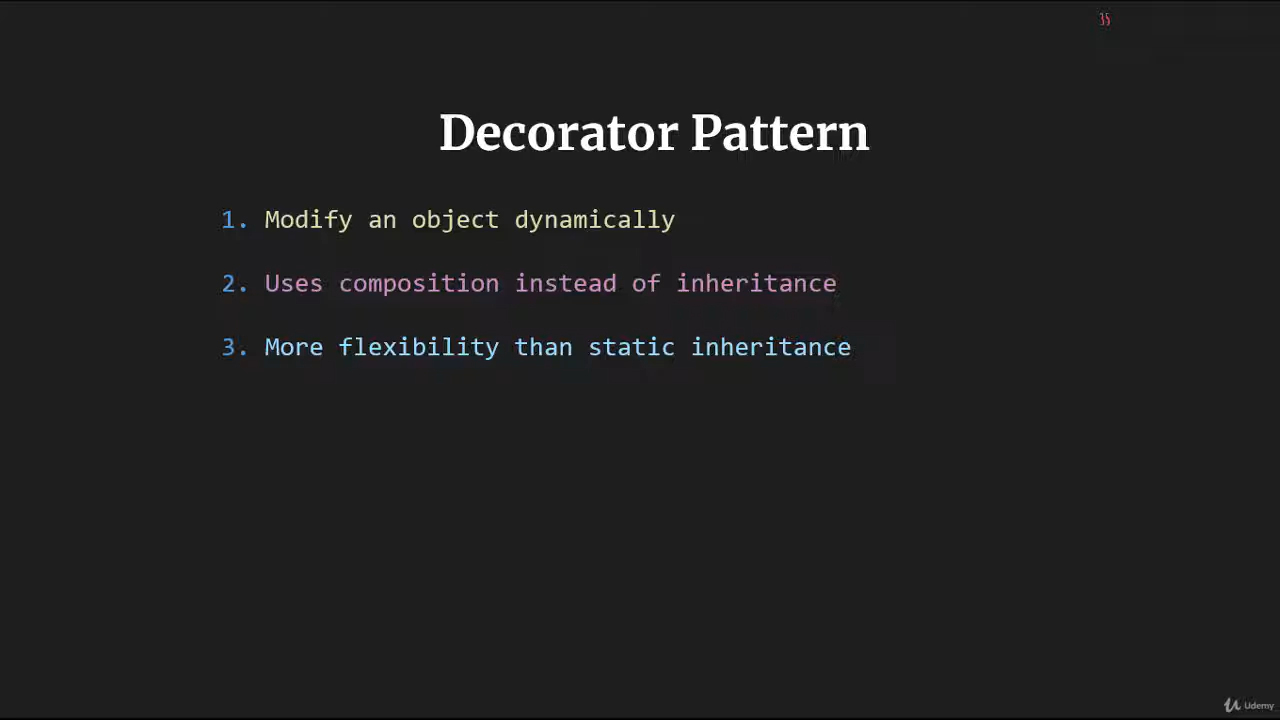 Decorator Pattern
1. Modify an object dynamically
2. Uses composition instead of inheritance
3. More flexibility than static inheritance
Udemy